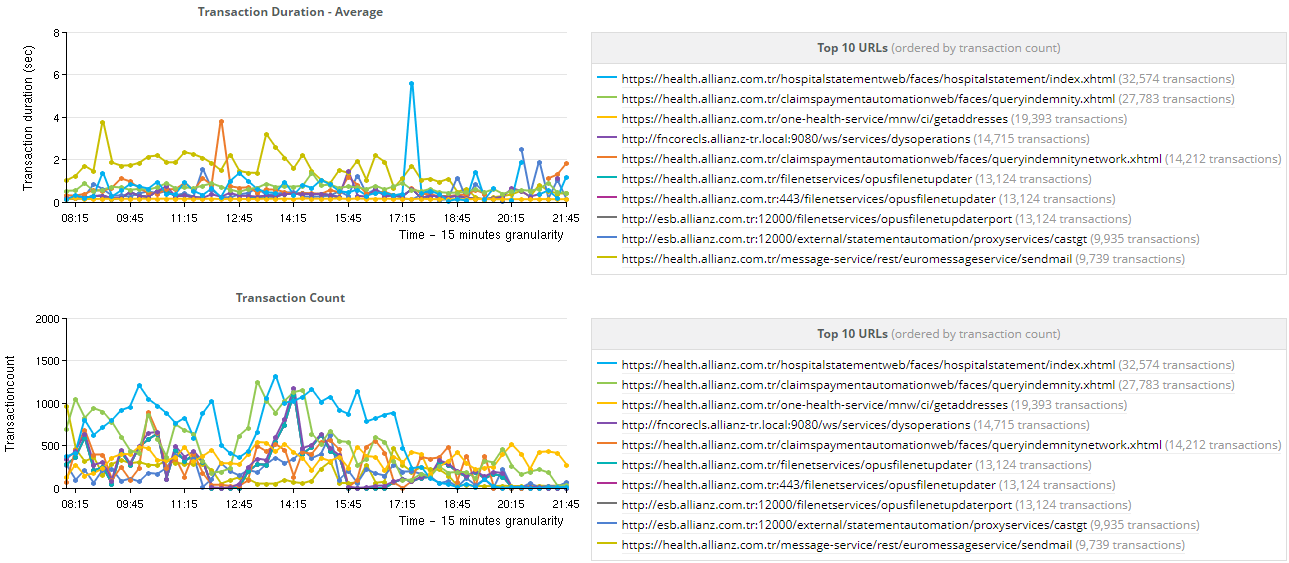 Transaction Duration - Average
Transaction duration (sec)
8
6
4
2
0
08:15 09:45 11:15 12:45 14:15 15:45 17:15 18:45 20:15 21:45
Time - 15 minutes granularity
Top 10 URLs (ordered by transaction count)
https://health.allianz.com.tr/hospitalstatementweb/faces/hospitalstatement/index.xhtml (32,574 transactions)
https://health.allianz.com.tr/claimspaymentautomationweb/faces/queryindemnity.xhtml (27,783 transactions)
https://health.allianz.com.tr/one-health-service/mnw/ci/getaddresses (19,393 transactions)
http://fncorecls.allianz-tr.local:9080/ws/services/dysoperations (14,715 transactions)
https://health.allianz.com.tr/claimspaymentautomationweb/faces/queryindemnitynetwork.xhtml (14,212 transactions)
https://health.allianz.com.tr/filenetservices/opusfilenetupdater (13,124 transactions)
https://health.allianz.com.tr:443/filenetservices/opusfilenetupdater (13,124 transactions)
http://esb.allianz.com.tr:12000/filenetservices/opusfilenetupdaterport (13,124 transactions)
http://esb.allianz.com.tr:12000/external/statementautomation/proxyservices/castgt (9,935 transactions)
https://health.allianz.com.tr/message-service/rest/euromessageservice/sendmail (9,739 transactions)
Transaction Count
Transactioncount
2000
1500
1000
500
0
08:15 09:45 11:15 12:45 14:15 15:45 17:15 18:45 20:15 21:45
Time - 15 minutes granularity
Top 10 URLs (ordered by transaction count)
https://health.allianz.com.tr/hospitalstatementweb/faces/hospitalstatement/index.xhtml (32,574 transactions)
https://health.allianz.com.tr/claimspaymentautomationweb/faces/queryindemnity.xhtml (27,783 transactions)
https://health.allianz.com.tr/one-health-service/mnw/ci/getaddresses (19,393 transactions)
http://fncorecls.allianz-tr.local:9080/ws/services/dysoperations (14,715 transactions)
https://health.allianz.com.tr/claimspaymentautomationweb/faces/queryindemnitynetwork.xhtml (14,212 transactions)
https://health.allianz.com.tr/filenetservices/opusfilenetupdater (13,124 transactions)
https://health.allianz.com.tr:443/filenetservices/opusfilenetupdater (13,124 transactions)
http://esb.allianz.com.tr:12000/filenetservices/opusfilenetupdaterport (13,124 transactions)
http://esb.allianz.com.tr:12000/external/statementautomation/proxyservices/castgt (9,935 transactions)
https://health.allianz.com.tr/message-service/rest/euromessageservice/sendmail (9,739 transactions)